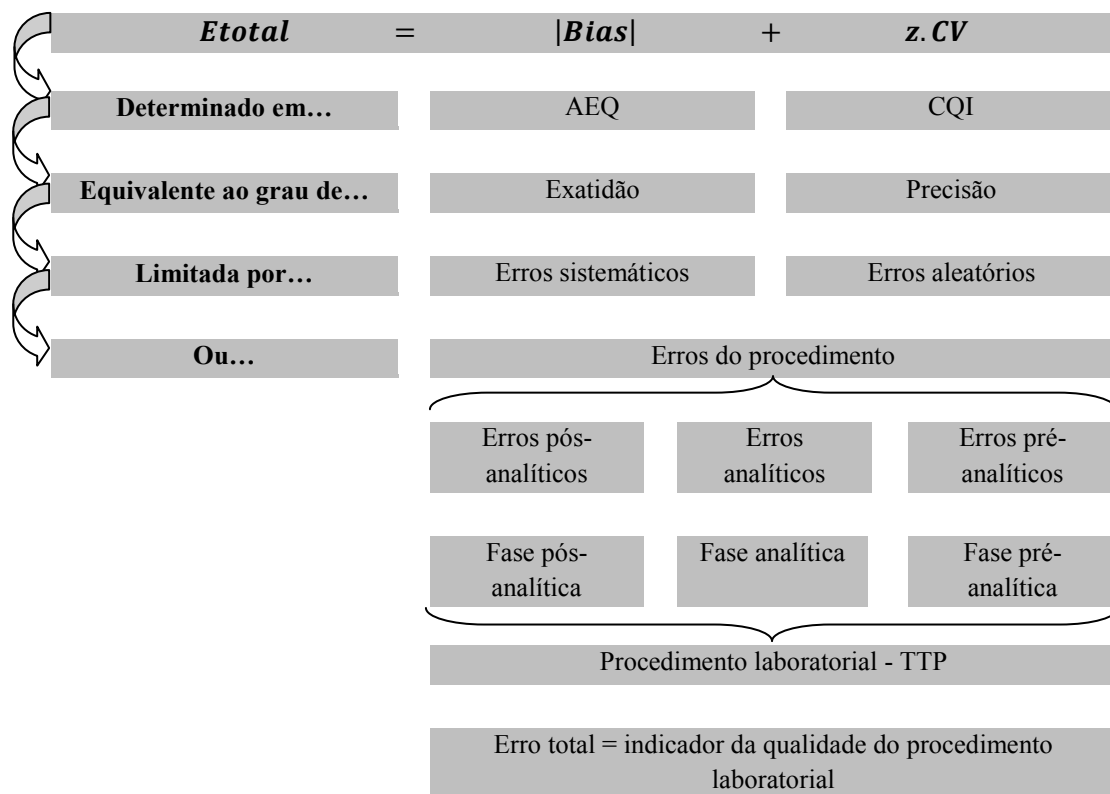 Etotal = |Bias| + z.CV
Determinado em… AEQ CQI
Equivalente ao grau de… Exatidão Precisão
Limitada por… Erros sistemáticos Erros aleatórios
Ou… Erros do procedimento
Erros pós-
analíticos
Erros
analíticos
Erros pré-
analíticos
Fase pós-
analítica
Fase analítica
Fase pré-
analítica
Procedimento laboratorial - TTP
Erro total = indicador da qualidade do procedimento
laboratorial